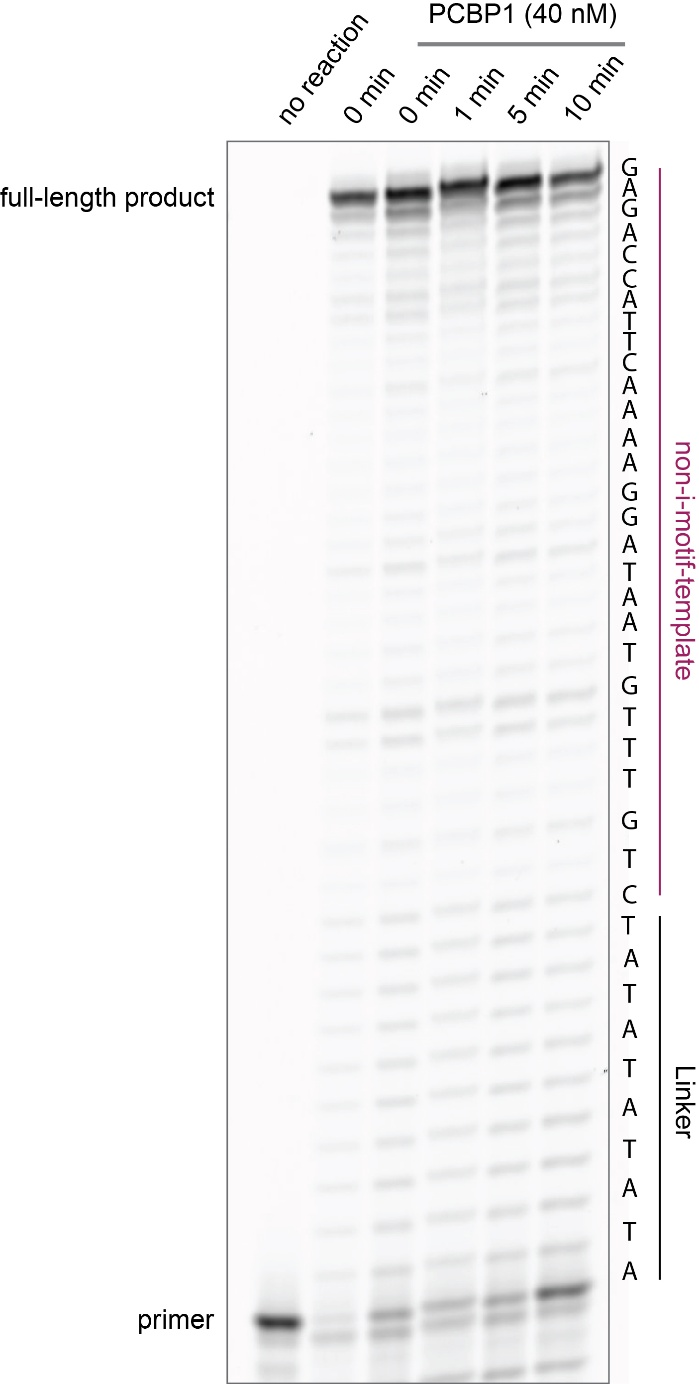 PCBP1 (40 nM)
no reaction
0 min
0 min
1 min
5 min
10 min
full-length product
primer
G
A
G
A
C
C
A
T
T
C
A
A
A
A
G
G
A
T
A
A
T
G
T
T
T
G
T
C
T
A
T
A
T
A
T
A
T
A
non-i-motif-template
Linker